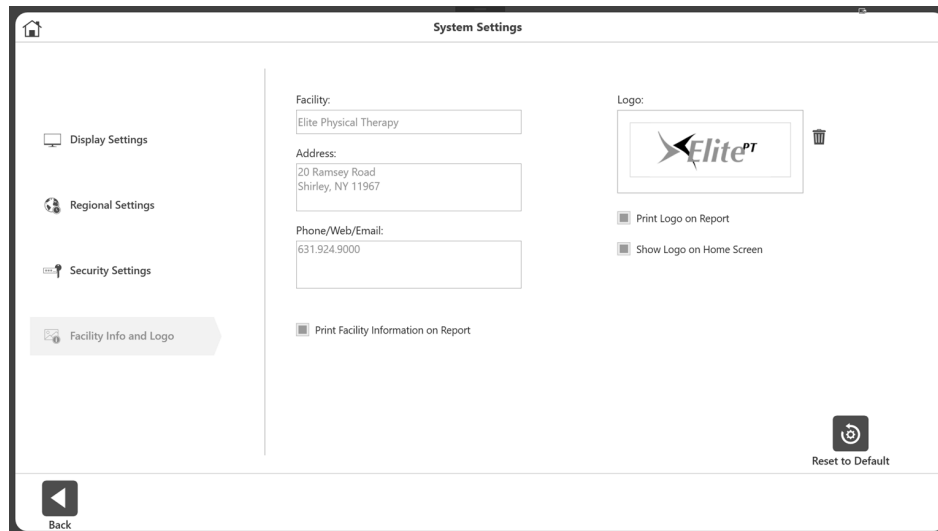 System Settings
Display Settings
Regional Settings
Security Settings
Facility Info and Logo
Facility:
Elite Physical Therapy
Address:
20 Ramsey Road
Shirley, NY 11967
Phone/Web/Email:
631.924.9000
Print Facility Information on Report
Logo:
Elite PT
Print Logo on Report
Show Logo on Home Screen
Reset to Default
Back